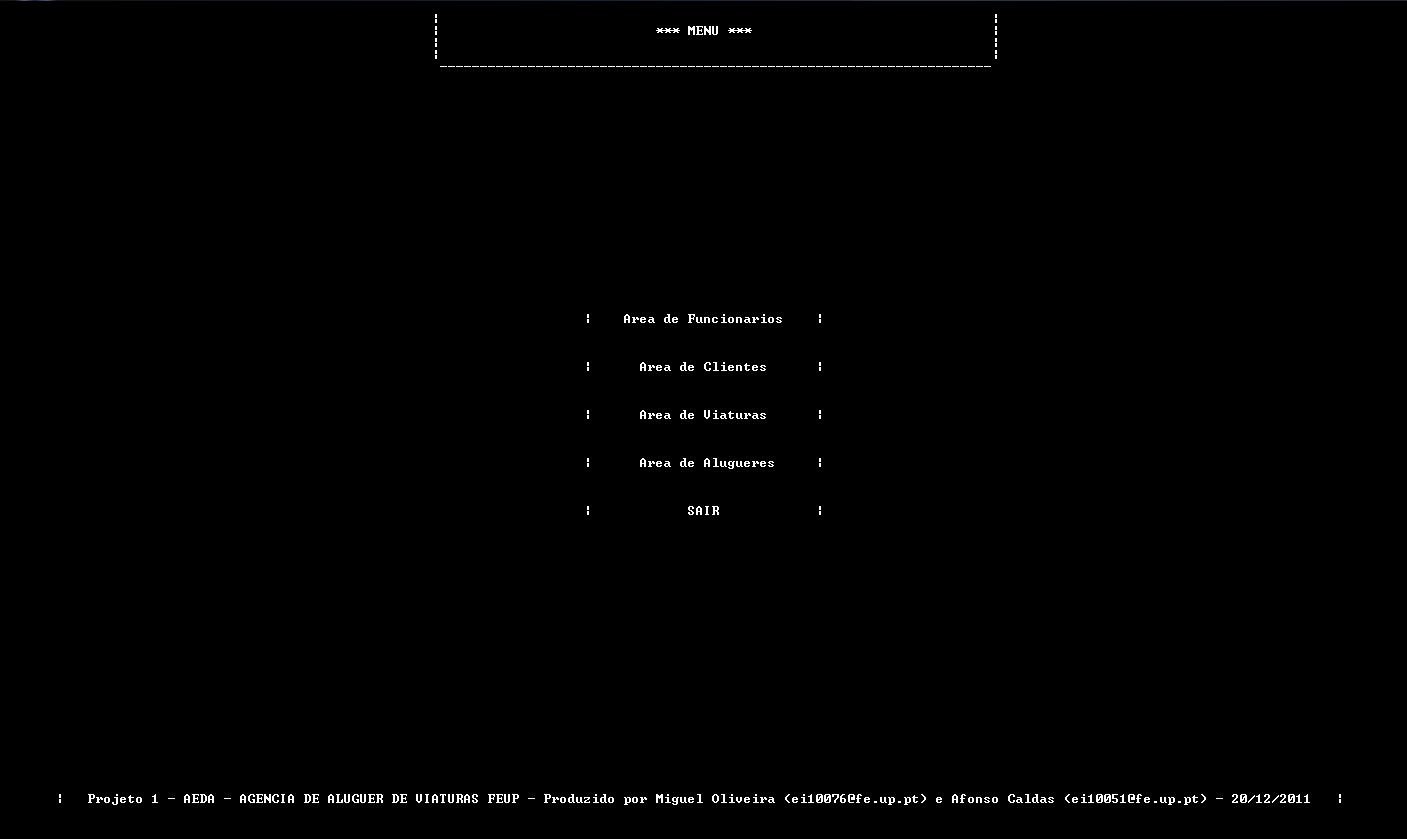 *** MENU ***
Area de Funcionarios
Area de Clientes
Area de Viaturas
Area de Alugueres
SAIR
Projeto 1 - AEDA - AGENCIA DE ALUGUER DE VIATURAS FEUP - Produzido por Miguel Oliveira (ei10076@fe.up.pt) e Afonso Caldas (ei10051@fe.up.pt) - 20/12/2011